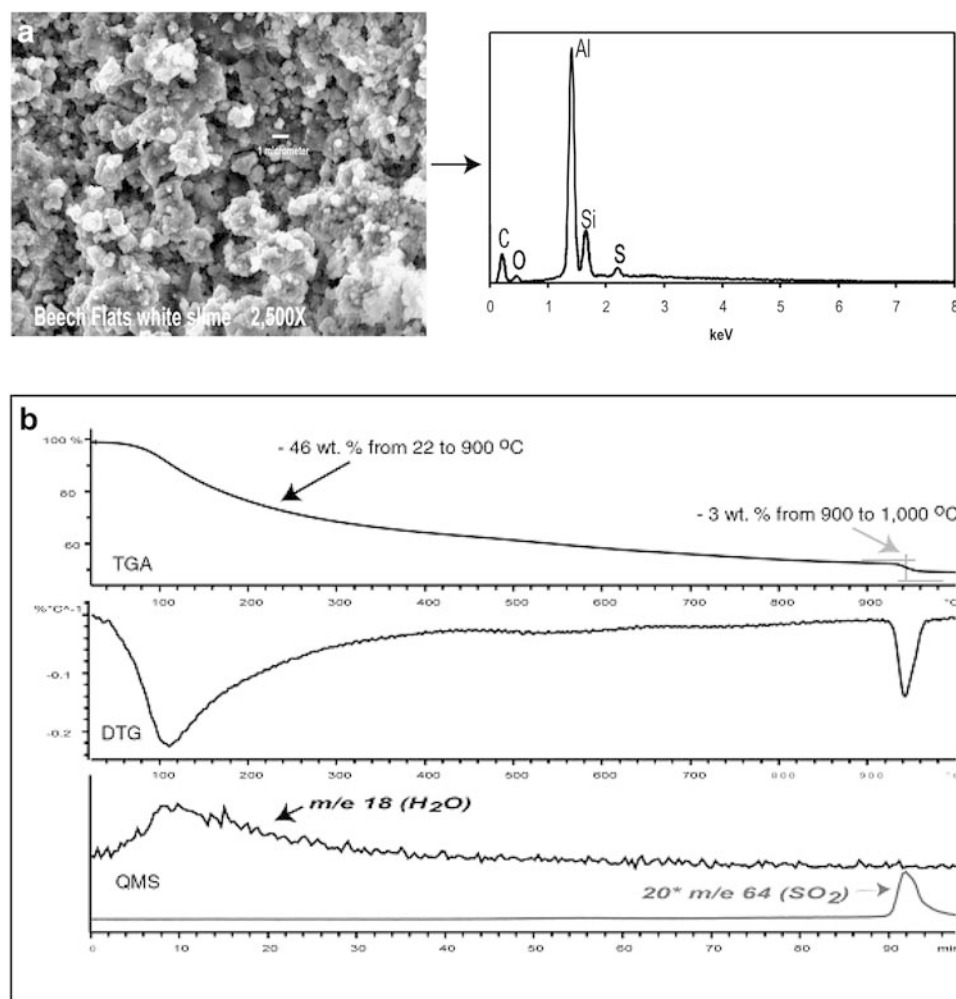 a
1 micrometer
Beech Flats white slime 2,500X
Al
Si
C
O
S
0 1 2 3 4 5 6 7 8
keV
b
100 %
- 46 wt. % from 22 to 900 °C
80
- 3 wt. % from 900 to 1,000 °C
60
TGA
100 200 300 400 500 600 700 800 900
%°C^-1
-0.1
DTG
-0.2
100 200 300 400 500 600 700 800 900
m/e 18 (H2O)
QMS
20* m/e 64 (SO2)
0 10 20 30 40 50 60 70 80 90 min